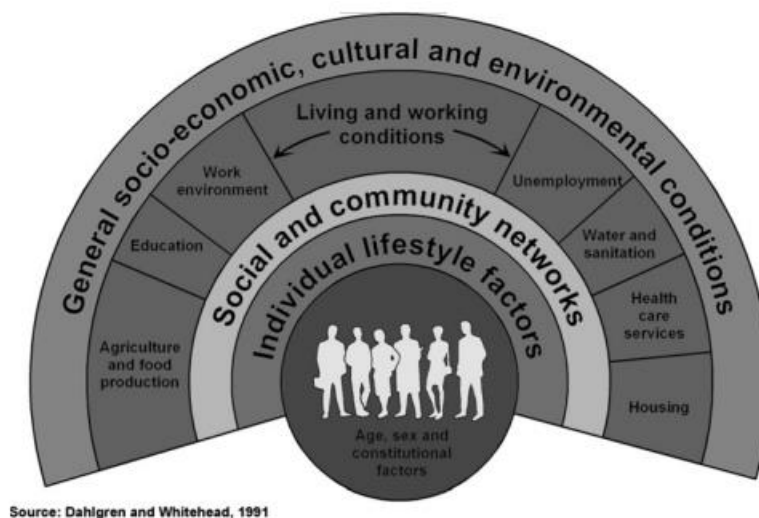 General socio-economic, cultural and environmental conditions
Living and working
conditions
Work
environment
Unemployment
Education
Water and
sanitation
Agriculture
and food
production
Health
care
services
Housing
Social and community networks
Individual lifestyle factors
Age, sex and
constitutional
factors
Source: Dahlgren and Whitehead, 1991